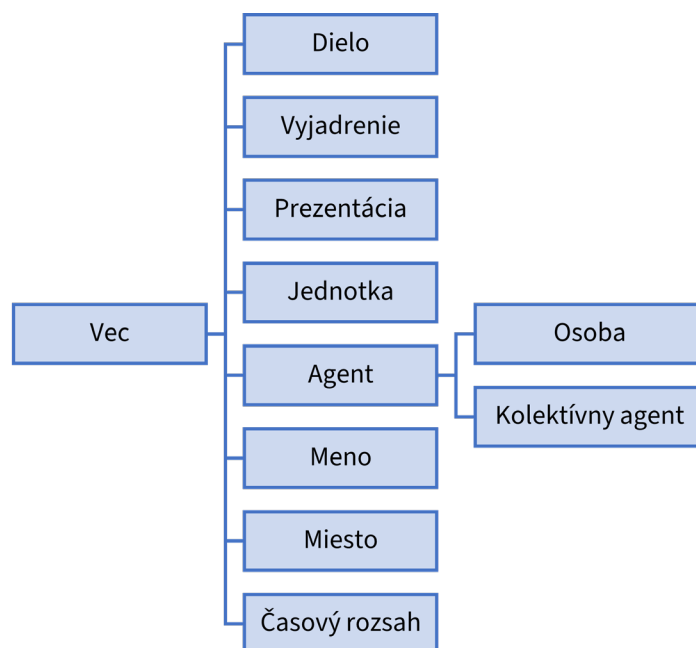 Dielo
Vyjadrenie
Prezentácia
Jednotka
Vec
Osoba
Agent
Kolektívny agent
Meno
Miesto
Časový rozsah